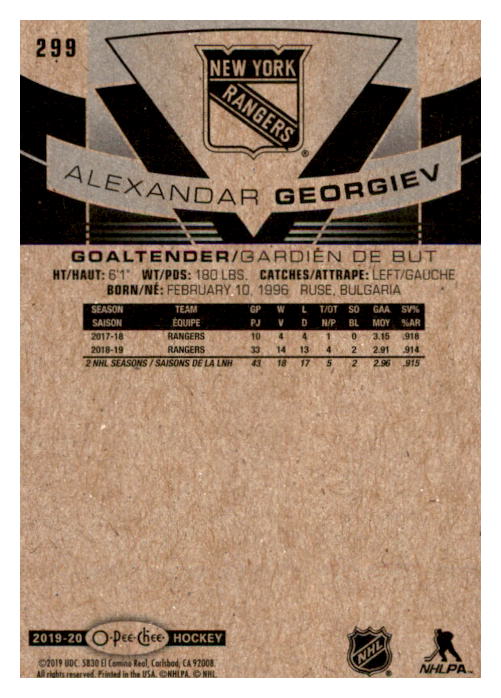 299
NEW YORK
RANGERS
®
ALEXANDAR GEORGIEV
GOALTENDER/GARDIEN DE BUT
HT/HAUT: 6'1" WT/PDS: 180 LBS. CATCHES/ATTRAPE: LEFT/GAUCHE
BORN/NÉ: FEBRUARY 10, 1996 RUSE, BULGARIA
SEASON TEAM GP W L T/OT SO GAA SV%
SAISON ÉQUIPE PJ V D N/P BL MOY %AR
2017-18 RANGERS 10 4 4 1 0 3.15 .918
2018-19 RANGERS 33 14 13 4 2 2.91 .914
2 NHL SEASONS / SAISONS DE LA LNH 43 18 17 5 2 2.96 .915
2019-20 O-Pee-Chee HOCKEY
NHL
NHLPA
©2019 UDC. 5830 El Camino Real, Carlsbad, CA 92008.
All rights reserved. Printed in the USA. ©NHLPA. © NHL.